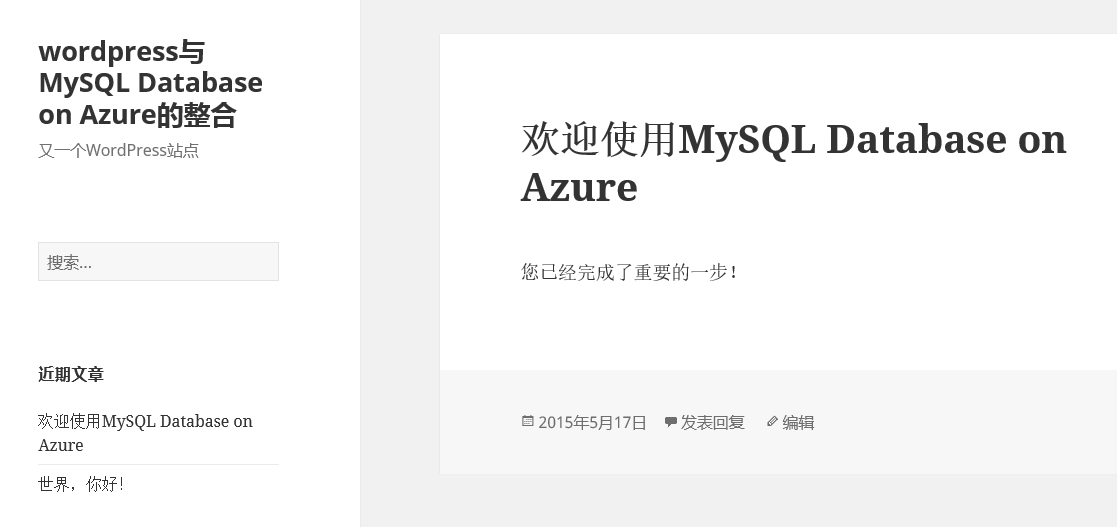 wordpress与
MySQL Database
on Azure的整合
又一个WordPress站点
搜索...
近期文章
欢迎使用MySQL Database on
Azure
世界，你好！
欢迎使用MySQL Database on
Azure
您已经完成了重要的一步！
2015年5月17日 发表回复 编辑